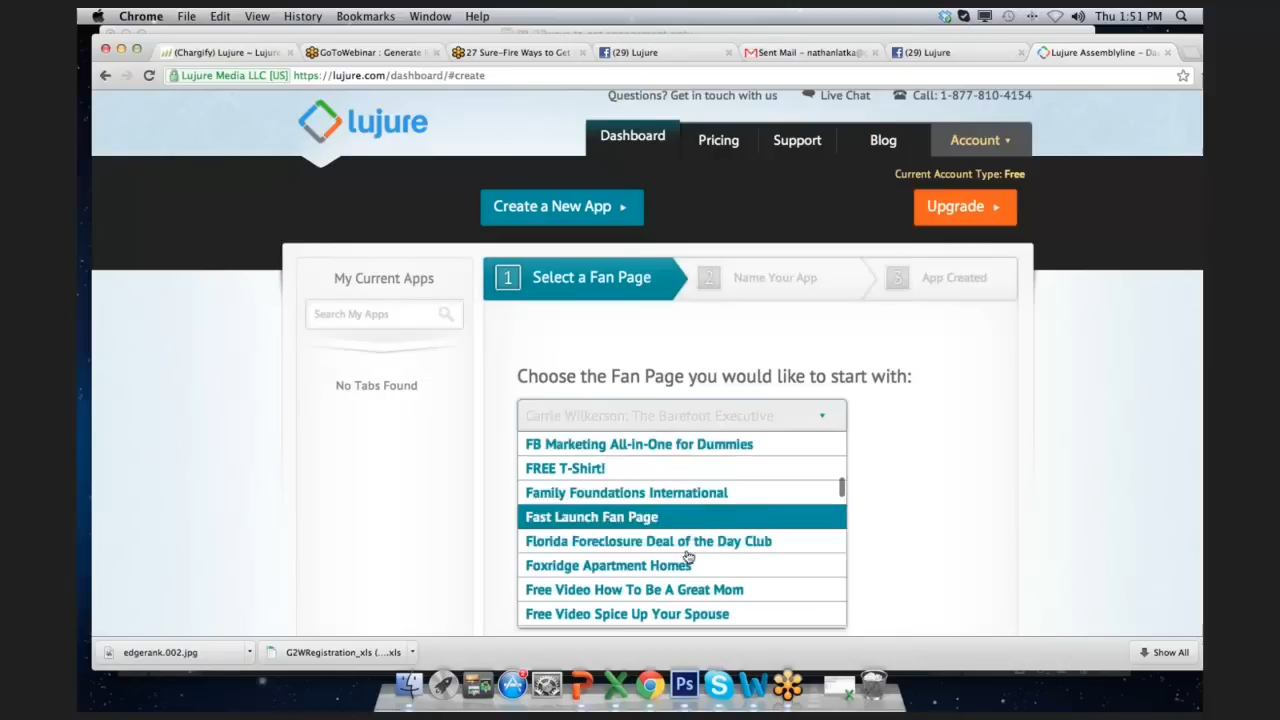 Chrome File Edit View History Bookmarks Window Help Thu 1:51 PM
(Chargify) Lujure ~ Lujure GoToWebinar : Generate 27 Sure-Fire Ways to Get (29) Lujure Sent Mail – nathanlatka@ (29) Lujure Lujure Assemblyline – Da
Lujure Media LLC [US] https://lujure.com/dashboard/#create
Questions? Get in touch with us Live Chat Call: 1-877-810-4154
lujure
Dashboard Pricing Support Blog Account
Current Account Type: Free
Create a New App Upgrade
My Current Apps 1 Select a Fan Page 2 Name Your App 3 App Created
Search My Apps
Choose the Fan Page you would like to start with:
No Tabs Found
Carrie Wilkerson: The Barefoot Executive
FB Marketing All-in-One for Dummies
FREE T-Shirt!
Family Foundations International
Fast Launch Fan Page
Florida Foreclosure Deal of the Day Club
Foxridge Apartment Homes
Free Video How To Be A Great Mom
Free Video Spice Up Your Spouse
edgerank.002.jpg G2WRegistration_xls (....xls Show All
Ps